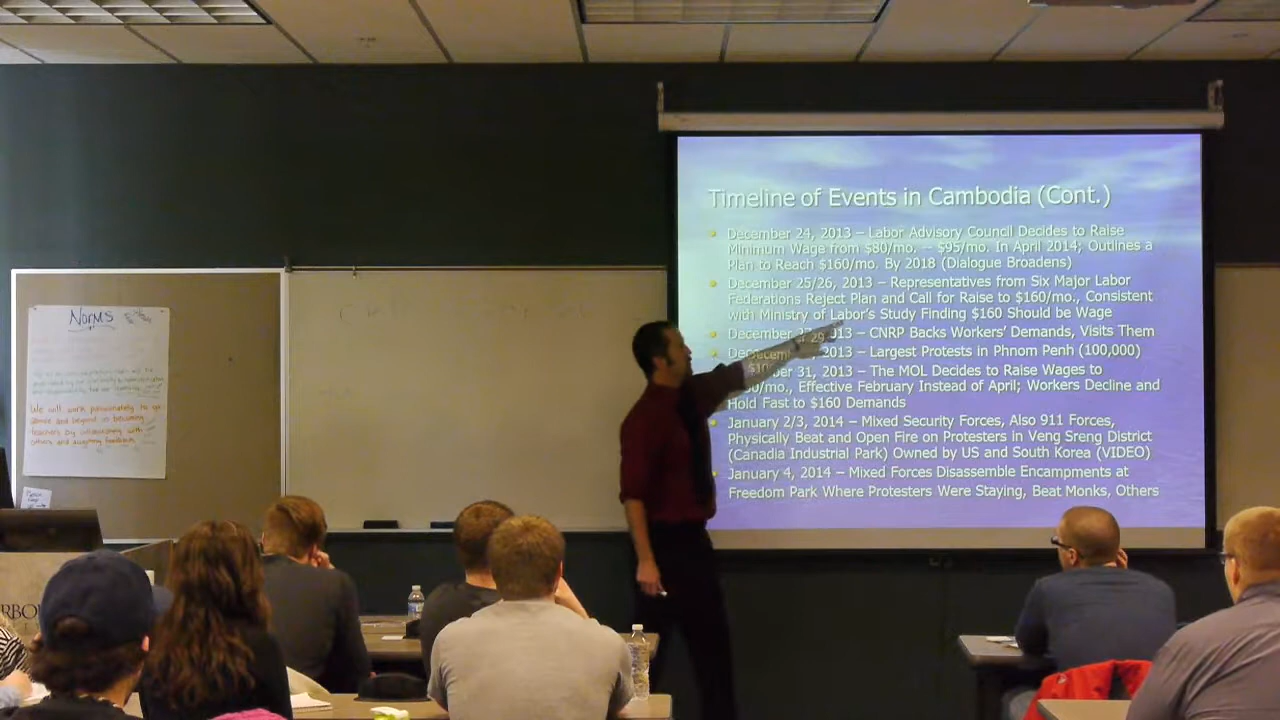 Timeline of Events in Cambodia (Cont.)
December 24, 2013 – Labor Advisory Council Decides to Raise
Minimum Wage from $80/mo. -- $95/mo. In April 2014; Outlines a
Plan to Reach $160/mo. By 2018 (Dialogue Broadens)
December 25/26, 2013 – Representatives from Six Major Labor
Federations Reject Plan and Call for Raise to $160/mo., Consistent
with Ministry of Labor's Study Finding $160 Should be Wage
December 27, 2013 – CNRP Backs Workers' Demands, Visits Them
December 29, 2013 – Largest Protests in Phnom Penh (100,000)
31, 2013 – The MOL Decides to Raise Wages to
/mo., Effective February Instead of April; Workers Decline and
Hold Fast to $160 Demands
January 2/3, 2014 – Mixed Security Forces, Also 911 Forces,
Physically Beat and Open Fire on Protesters in Veng Sreng District
(Canadia Industrial Park) Owned by US and South Korea (VIDEO)
January 4, 2014 – Mixed Forces Disassemble Encampments at
Freedom Park Where Protesters Were Staying, Beat Monks, Others
Norms
We will work passionately to go
above and beyond in becoming
teachers by collaborating with
others and accepting feedback.
RBO